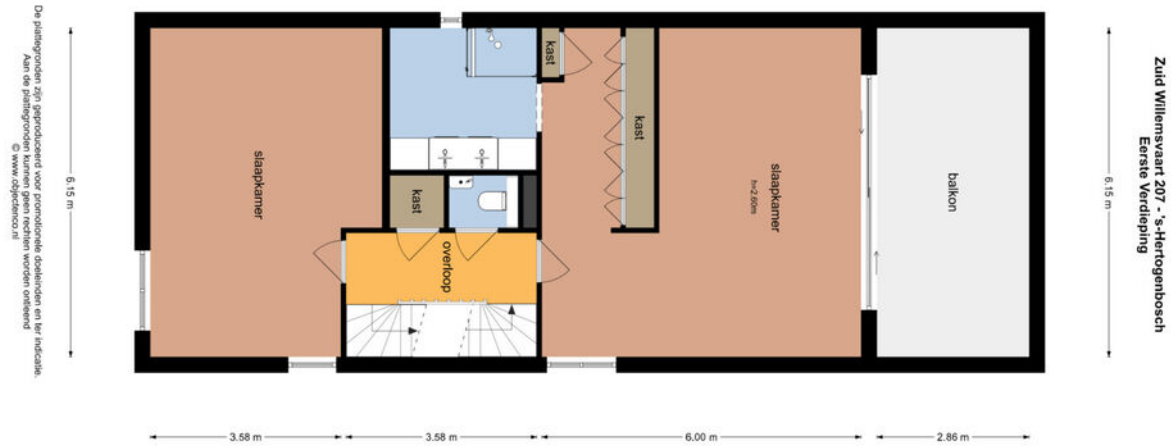 Zuid Willemsvaart 207 - 's-Hertogenbosch
Eerste Verdieping
6.15 m
balkon
slaapkamer
h=2.60m
kast
kast
kast
overloop
slaapkamer
6.15 m
3.58 m
3.58 m
6.00 m
2.86 m
De plattegronden zijn geproduceerd voor promotionele doeleinden en ter indicatie.
Aan de plattegronden kunnen geen rechten worden ontleend
© www.objectenco.nl